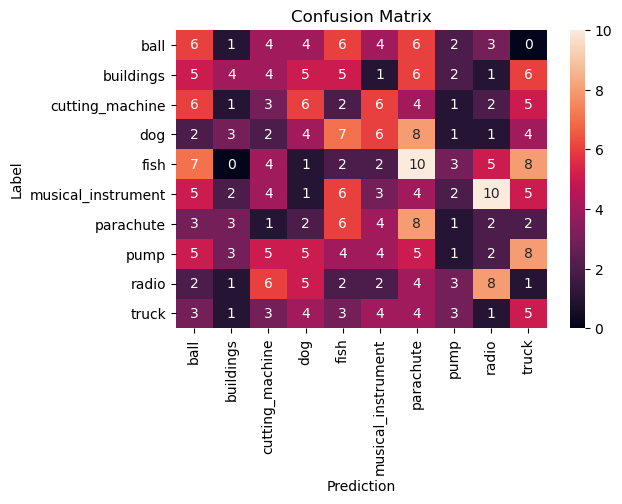 Confusion Matrix
ball 6 1 4 4 6 4 6 2 3 0
buildings 5 4 4 5 5 1 6 2 1 6
cutting_machine 6 1 3 6 2 6 4 1 2 5
dog 2 3 2 4 7 6 8 1 1 4
fish 7 0 4 1 2 2 10 3 5 8
musical_instrument 5 2 4 1 6 3 4 2 10 5
parachute 3 3 1 2 6 4 8 1 2 2
pump 5 3 5 5 4 4 5 1 2 8
radio 2 1 6 5 2 2 4 3 8 1
truck 3 1 3 4 3 4 4 3 1 5
Label
ball buildings cutting_machine dog fish musical_instrument parachute pump radio truck
Prediction
10
8
6
4
2
0